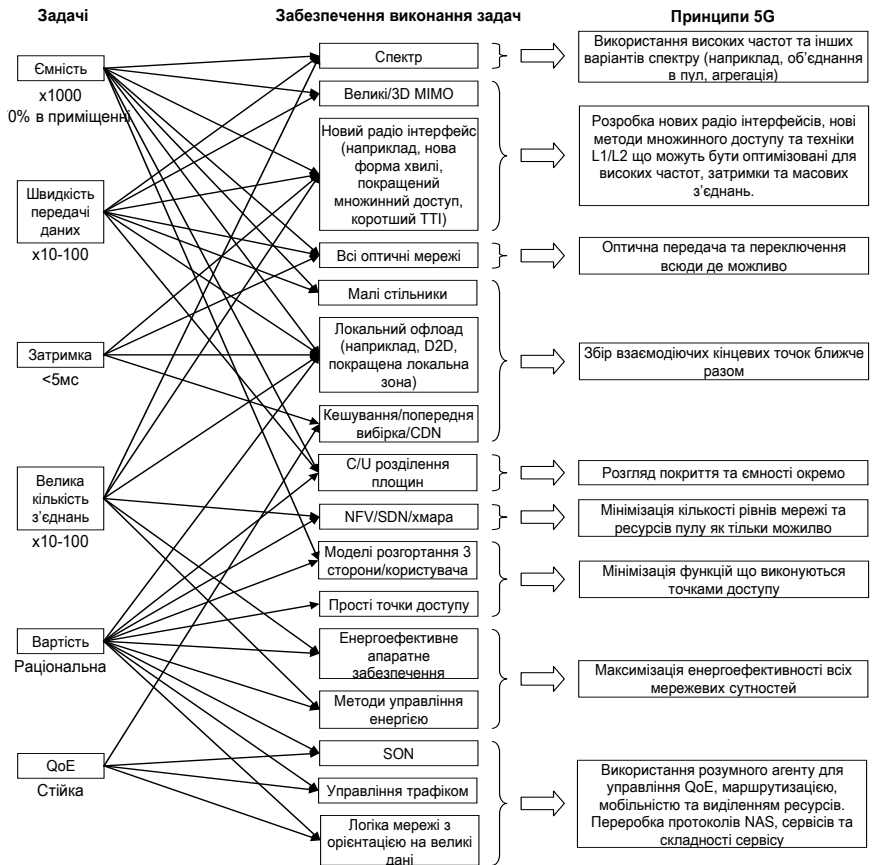 Задачі
Забезпечення виконання задач
Принципи 5G
Ємність
x1000
0% в приміщенні
Швидкість
передачі
даних
x10-100
Затримка
<5мс
Велика
кількість
з’єднань
x10-100
Вартість
Раціональна
QoE
Стійка
Спектр
Великі/3D MIMO
Новий радіо інтерфейс
(наприклад, нова
форма хвилі,
покращений
множинний доступ,
коротший TTI)
Всі оптичні мережі
Малі стільники
Локальний офлоад
(наприклад, D2D,
покращена локальна
зона)
Кешування/попередня
вибірка/CDN
C/U розділення
площин
NFV/SDN/хмара
Моделі розгортання 3
сторони/користувача
Прості точки доступу
Енергоефективне
апаратне
забезпечення
Методи управління
енергією
SON
Управління трафіком
Логіка мережі з
орієнтацією на великі
дані
Використання високих частот та інших
варіантів спектру (наприклад, об’єднання
в пул, агрегація)
Розробка нових радіо інтерфейсів, нові
методи множинного доступу та техніки
L1/L2 що можуть бути оптимізовані для
високих частот, затримки та масових
з’єднань.
Оптична передача та переключення
всюди де можливо
Збір взаємодіючих кінцевих точок ближче
разом
Розгляд покриття та ємності окремо
Мінімізація кількості рівнів мережі та
ресурсів пулу як тільки можилво
Мінімізація функцій що виконуються
точками доступу
Максимізація енергоефективності всіх
мережевих сутностей
Використання розумного агенту для
управління QoE, маршрутизацією,
мобільністю та виділенням ресурсів.
Переробка протоколів NAS, сервісів та
складності сервісу